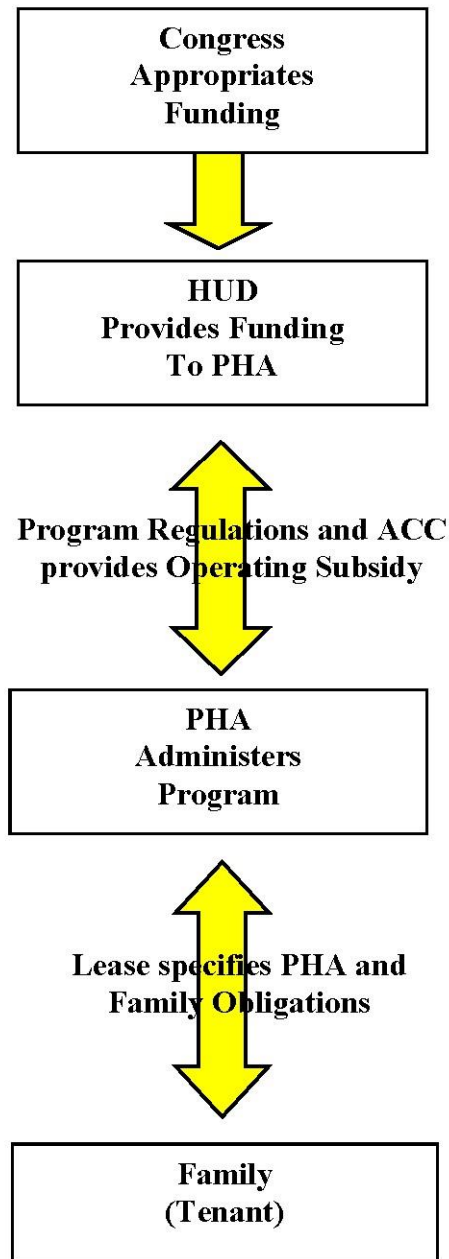 Congress
Appropriates
Funding
HUD
Provides Funding
To PHA
Program Regulations and ACC
provides Operating Subsidy
PHA
Administers
Program
Lease specifies PHA and
Family Obligations
Family
(Tenant)